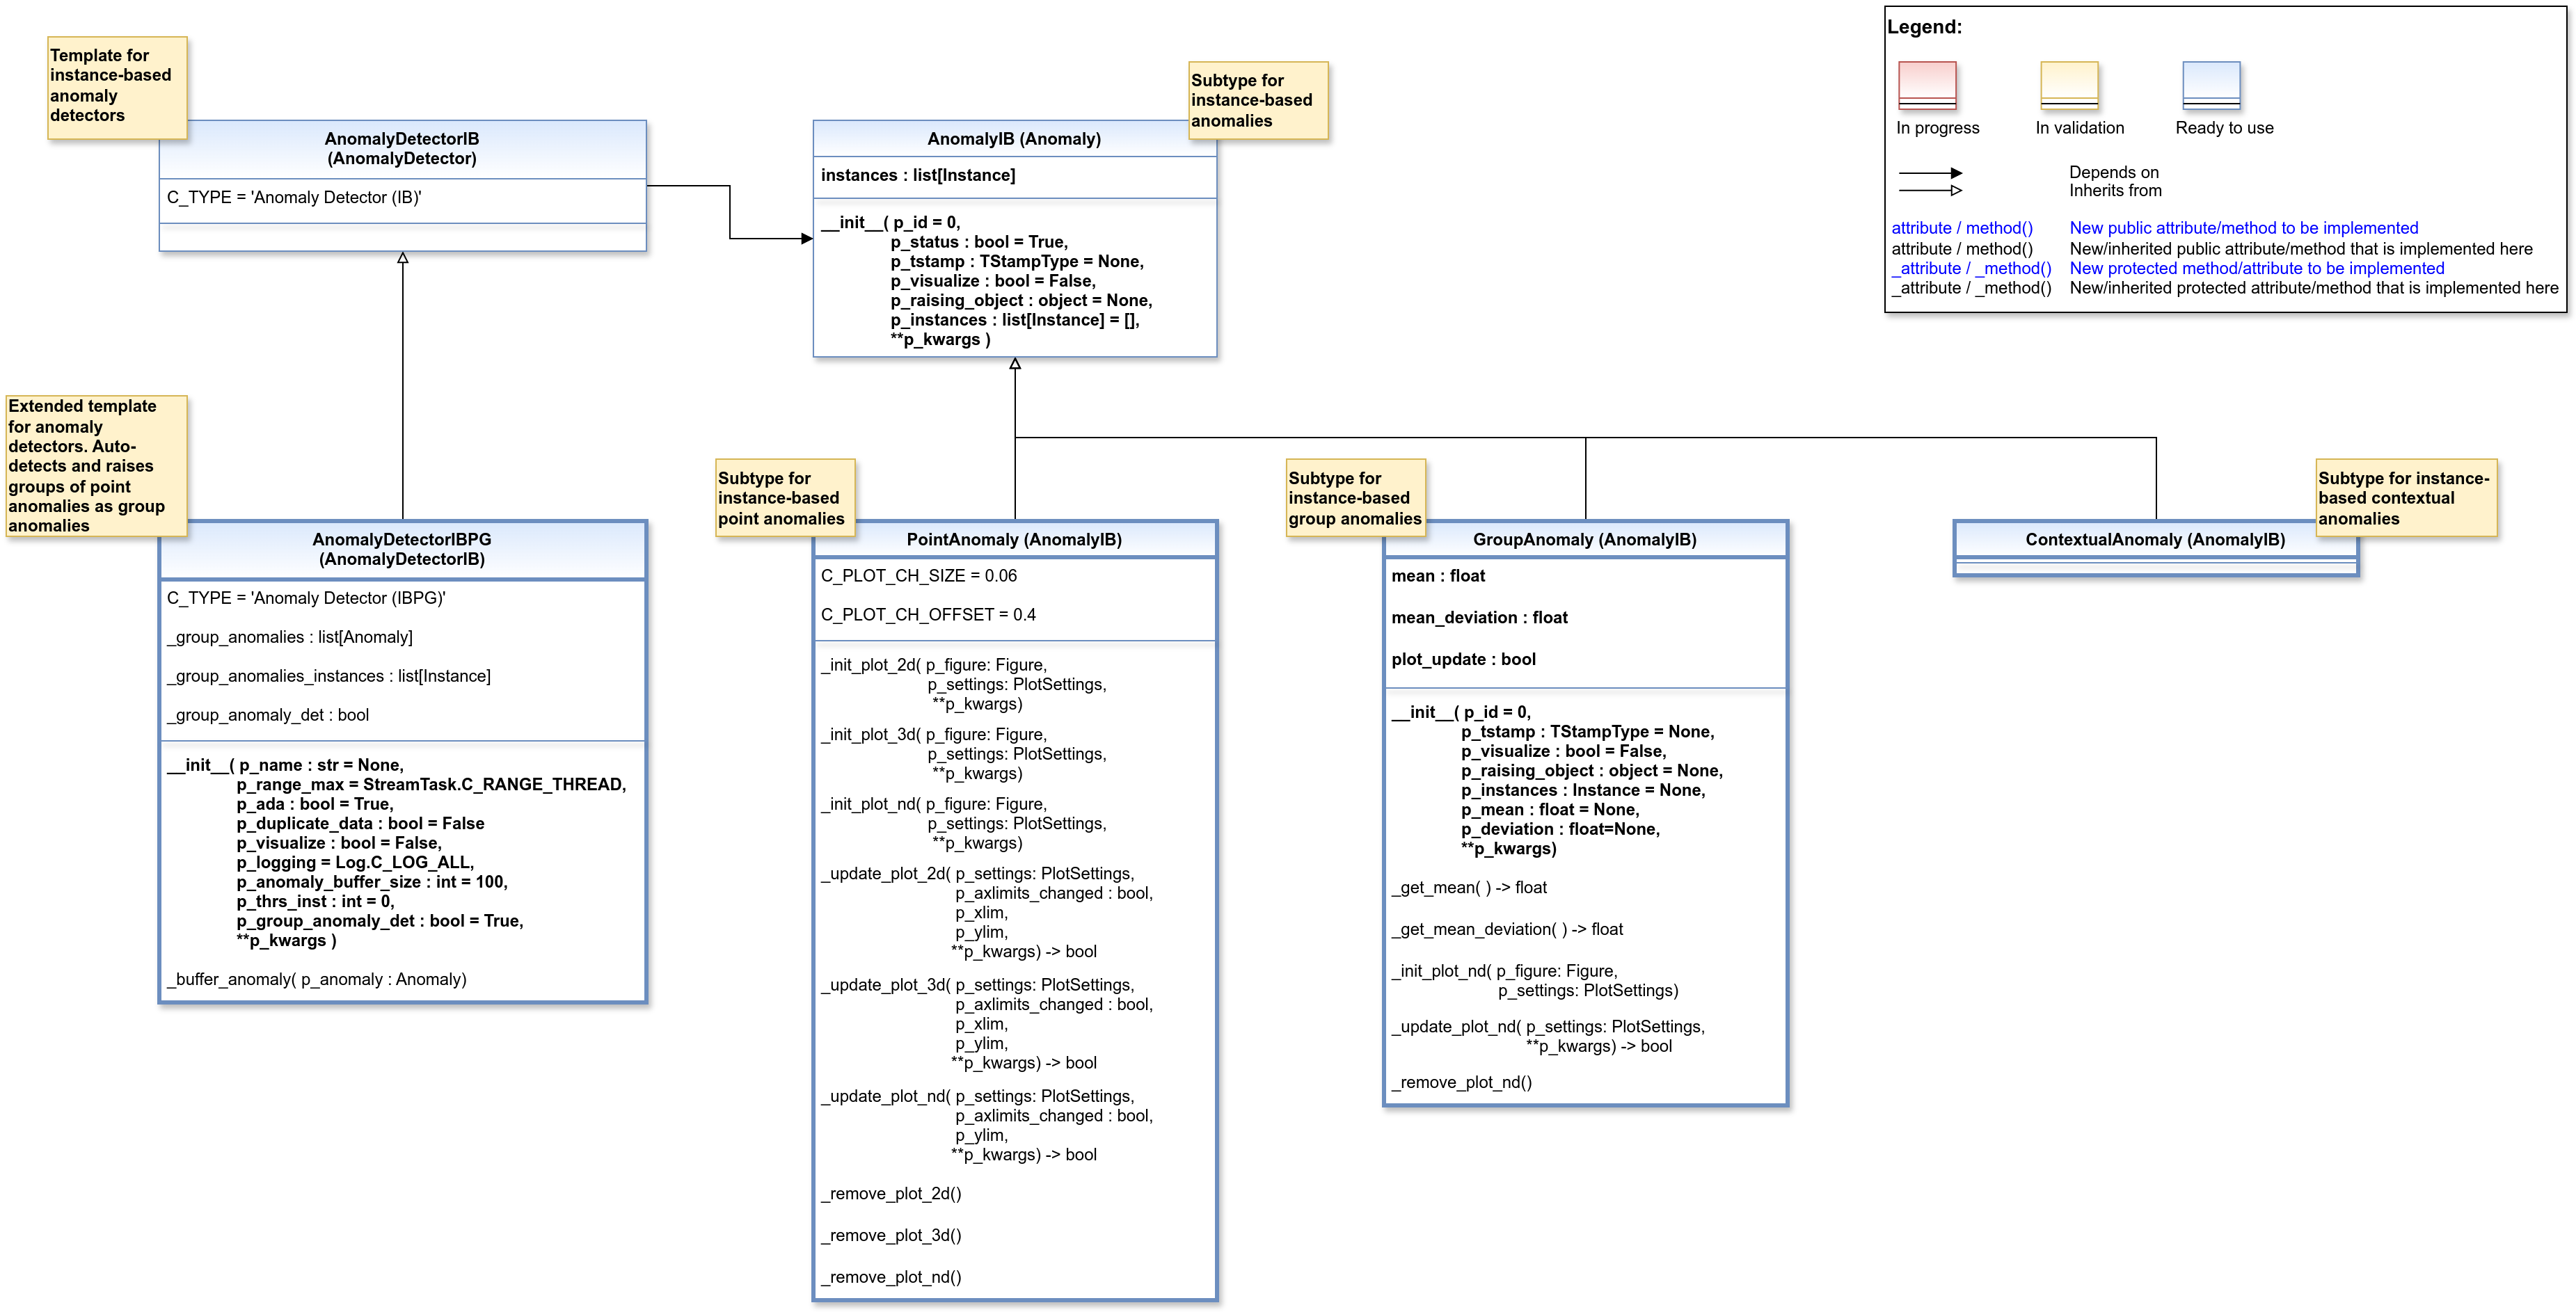 Template for
instance-based
anomaly
detectors
AnomalyDetectorIB
(AnomalyDetector)
C_TYPE = 'Anomaly Detector (IB)'
Subtype for
instance-based
anomalies
AnomalyIB (Anomaly)
instances : list[Instance]
__init__( p_id = 0,
p_status : bool = True,
p_tstamp : TStampType = None,
p_visualize : bool = False,
p_raising_object : object = None,
p_instances : list[Instance] = [],
**p_kwargs )
Legend:
In progress
In validation
Ready to use
Depends on
Inherits from
attribute / method() New public attribute/method to be implemented
attribute / method() New/inherited public attribute/method that is implemented here
_attribute / _method() New protected method/attribute to be implemented
_attribute / _method() New/inherited protected attribute/method that is implemented here
Extended template
for anomaly
detectors. Auto-
detects and raises
groups of point
anomalies as group
anomalies
AnomalyDetectorIBPG
(AnomalyDetectorIB)
C_TYPE = 'Anomaly Detector (IBPG)'
_group_anomalies : list[Anomaly]
_group_anomalies_instances : list[Instance]
_group_anomaly_det : bool
__init__( p_name : str = None,
p_range_max = StreamTask.C_RANGE_THREAD,
p_ada : bool = True,
p_duplicate_data : bool = False
p_visualize : bool = False,
p_logging = Log.C_LOG_ALL,
p_anomaly_buffer_size : int = 100,
p_thrs_inst : int = 0,
p_group_anomaly_det : bool = True,
**p_kwargs )
_buffer_anomaly( p_anomaly : Anomaly)
Subtype for
instance-based
point anomalies
PointAnomaly (AnomalyIB)
C_PLOT_CH_SIZE = 0.06
C_PLOT_CH_OFFSET = 0.4
_init_plot_2d( p_figure: Figure,
p_settings: PlotSettings,
**p_kwargs)
_init_plot_3d( p_figure: Figure,
p_settings: PlotSettings,
**p_kwargs)
_init_plot_nd( p_figure: Figure,
p_settings: PlotSettings,
**p_kwargs)
_update_plot_2d( p_settings: PlotSettings,
p_axlimits_changed : bool,
p_xlim,
p_ylim,
**p_kwargs) -> bool
_update_plot_3d( p_settings: PlotSettings,
p_axlimits_changed : bool,
p_xlim,
p_ylim,
**p_kwargs) -> bool
_update_plot_nd( p_settings: PlotSettings,
p_axlimits_changed : bool,
p_ylim,
**p_kwargs) -> bool
_remove_plot_2d()
_remove_plot_3d()
_remove_plot_nd()
Subtype for
instance-based
group anomalies
GroupAnomaly (AnomalyIB)
mean : float
mean_deviation : float
plot_update : bool
__init__( p_id = 0,
p_tstamp : TStampType = None,
p_visualize : bool = False,
p_raising_object : object = None,
p_instances : Instance = None,
p_mean : float = None,
p_deviation : float=None,
**p_kwargs)
_get_mean( ) -> float
_get_mean_deviation( ) -> float
_init_plot_nd( p_figure: Figure,
p_settings: PlotSettings)
_update_plot_nd( p_settings: PlotSettings,
**p_kwargs) -> bool
_remove_plot_nd()
Subtype for instance-
based contextual
anomalies
ContextualAnomaly (AnomalyIB)